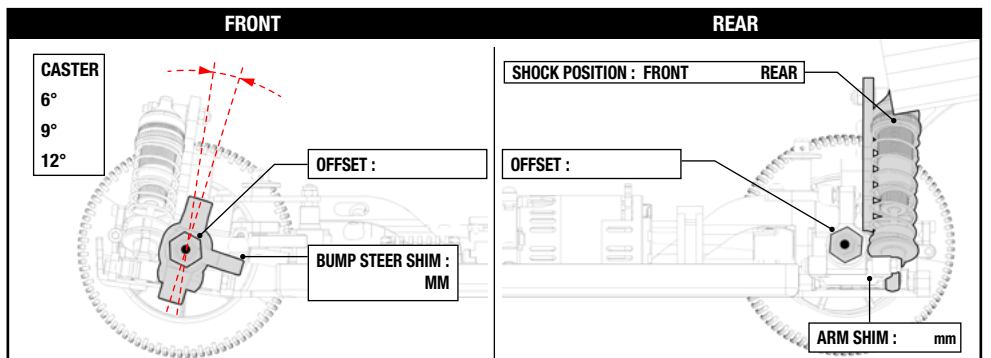 FRONT
CASTER
6°
9°
12°
OFFSET :
BUMP STEER SHIM :
MM
REAR
SHOCK POSITION : FRONT REAR
OFFSET :
ARM SHIM : mm